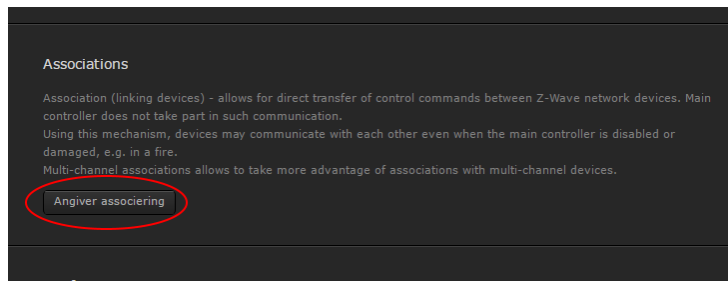 Associations
Association (linking devices) - allows for direct transfer of control commands between Z-Wave network devices. Main
controller does not take part in such communication.
Using this mechanism, devices may communicate with each other even when the main controller is disabled or
damaged, e.g. in a fire.
Multi-channel associations allows to take more advantage of associations with multi-channel devices.
Angiver associering